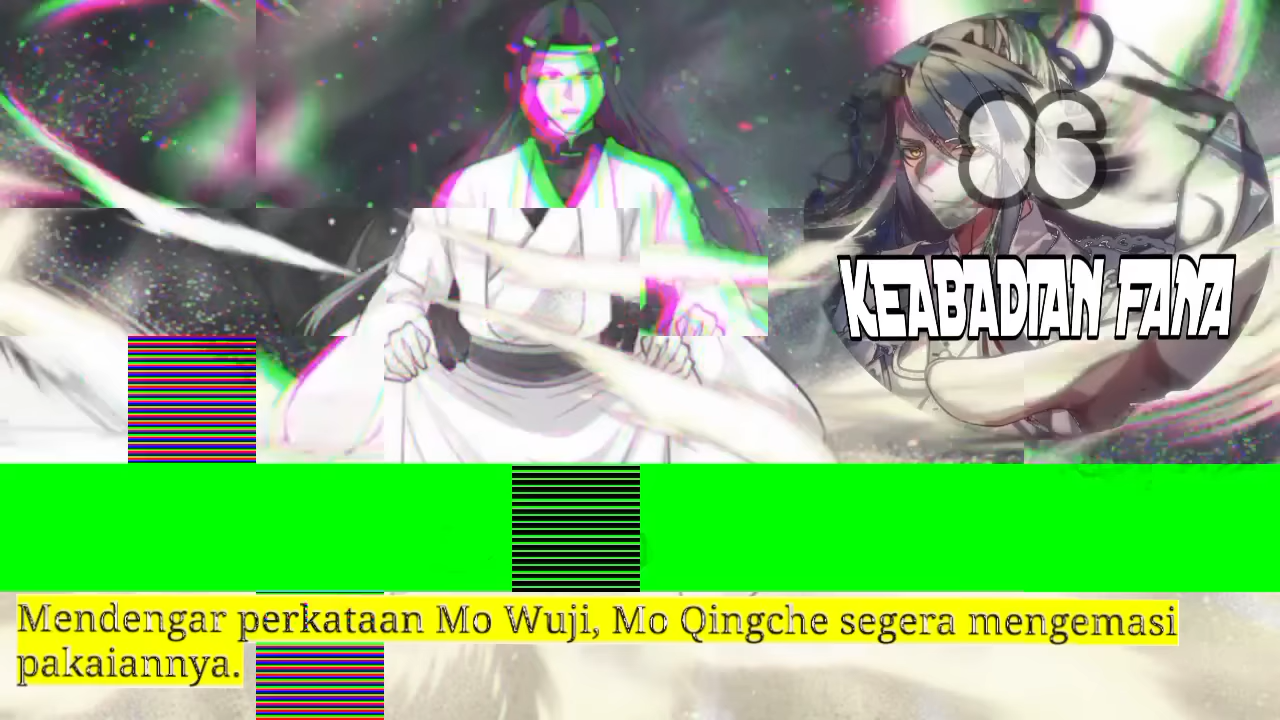 86
KEABADIAN FANA
Mendengar perkataan Mo Wuji, Mo Qingche segera mengemasi
pakaiannya.